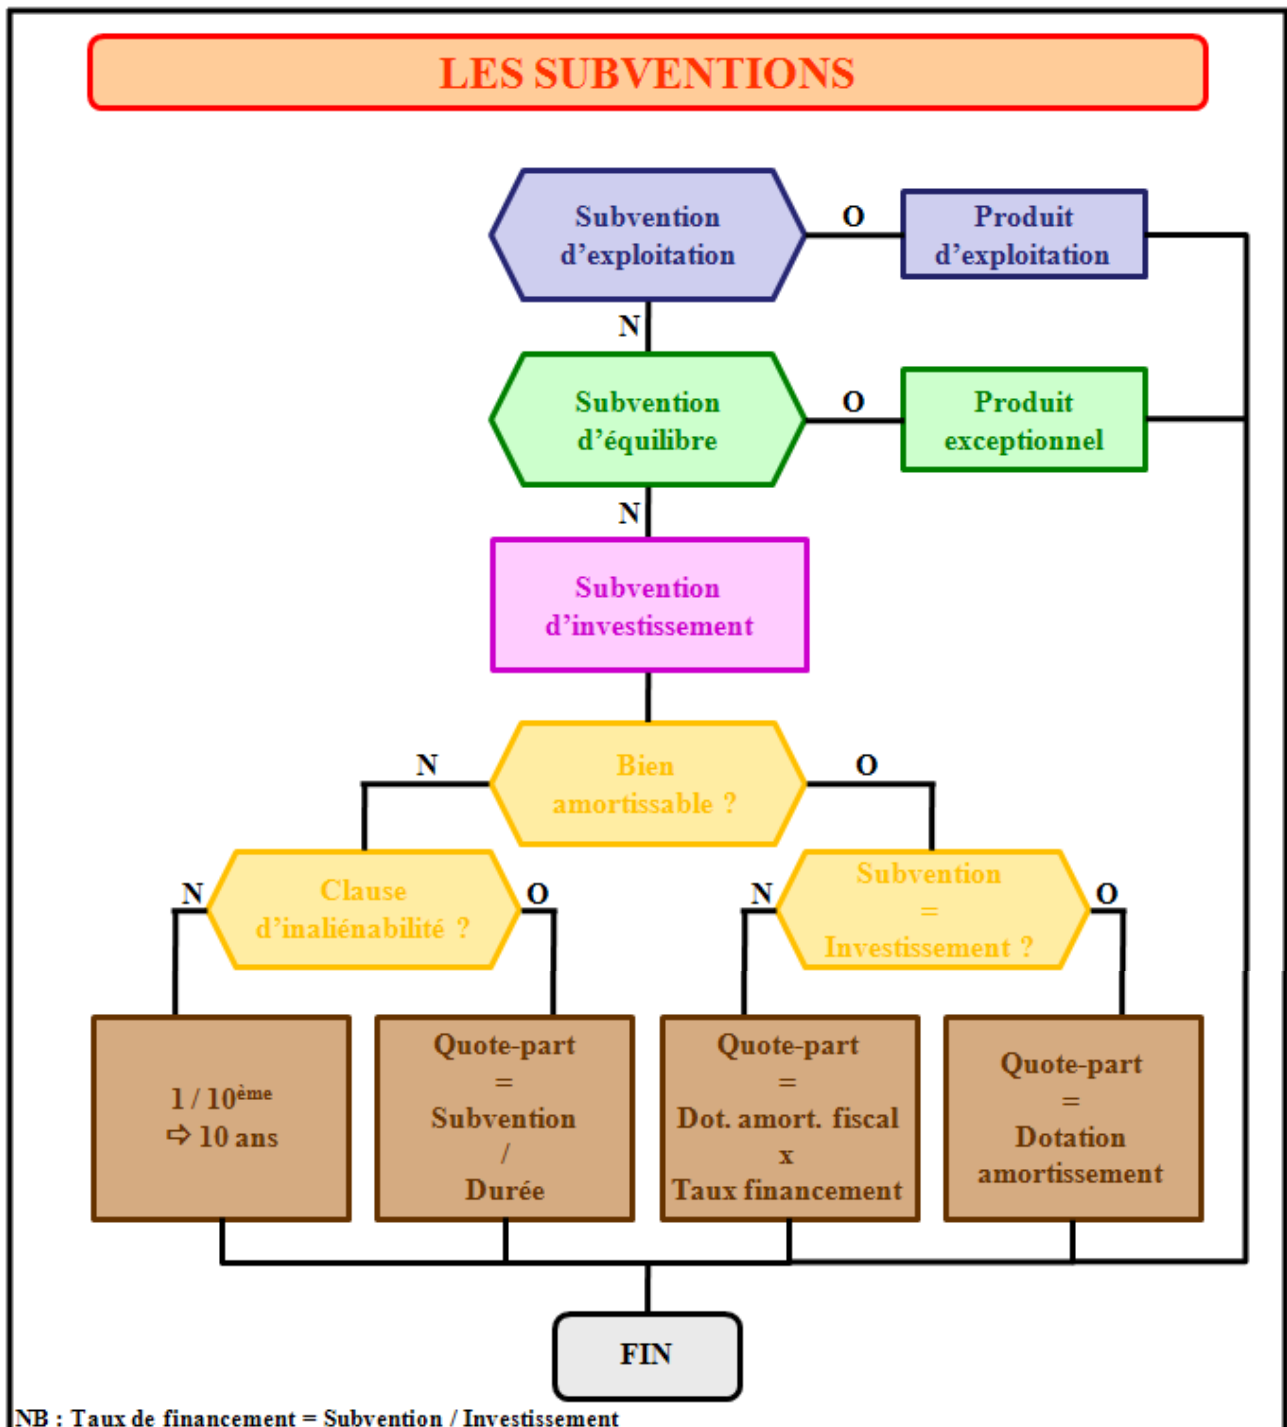 LES SUBVENTIONS
Subvention
d'exploitation
O
Produit
d'exploitation
N
Subvention
d'équilibre
O
Produit
exceptionnel
N
Subvention
d'investissement
N
Bien
amortissable ?
O
N
Clause
d'inaliénabilité ?
O
N
Subvention
=
Investissement ?
O
1 / 10ème
⇨ 10 ans
Quote-part
=
Subvention
/
Durée
Quote-part
=
Dot. amort. fiscal
x
Taux financement
Quote-part
=
Dotation
amortissement
FIN
NB : Taux de financement = Subvention / Investissement